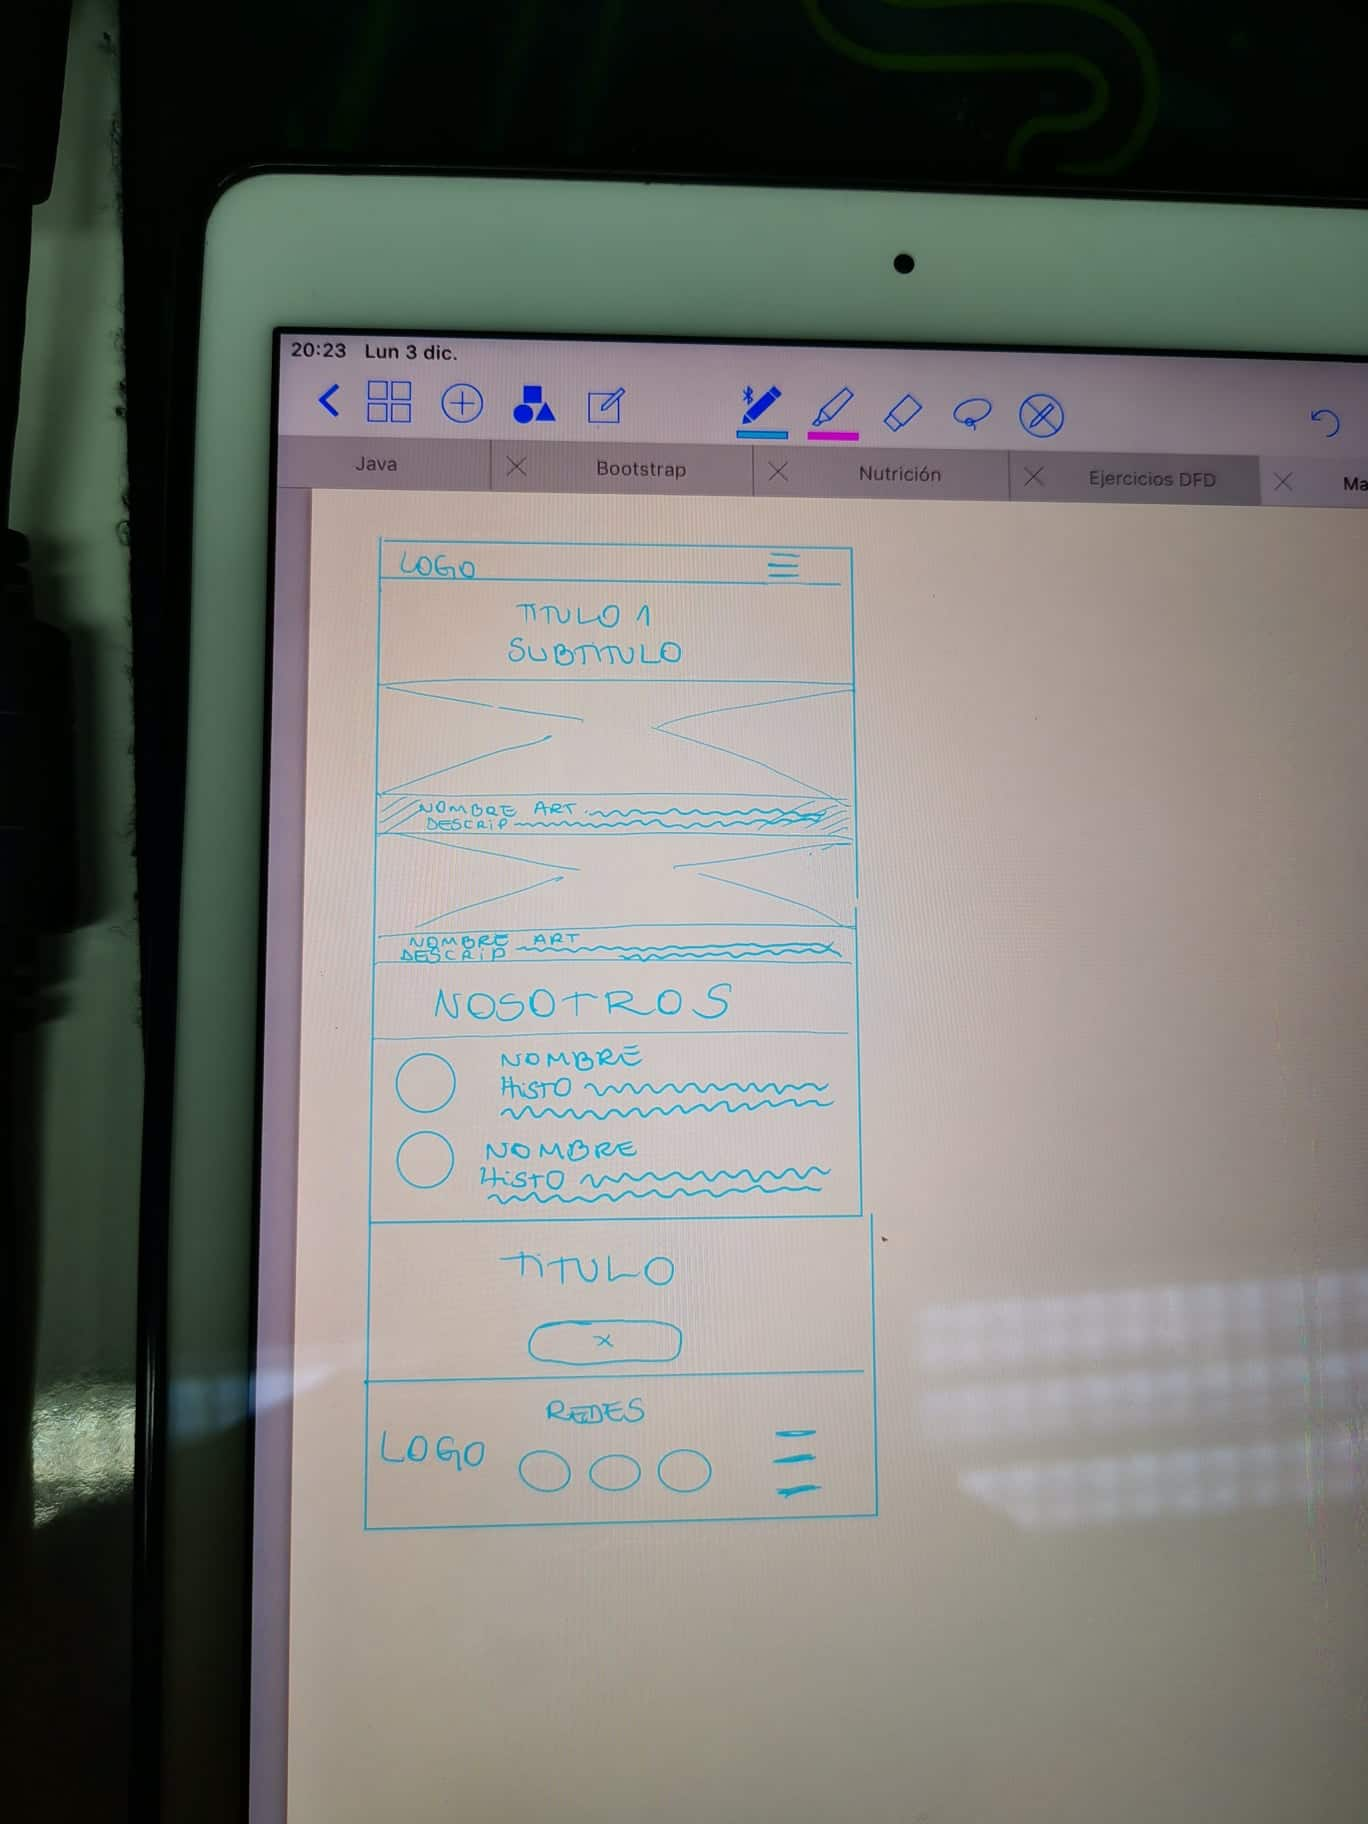 20:23 Lun 3 dic.
Java Bootstrap Nutrición Ejercicios DFD Ma
LOGO
TITULO 1
SUBTITULO
NOMBRE ART.
DESCRIP
NOMBRE ART
DESCRIP
NOSOTROS
NOMBRE
HISTO
NOMBRE
HISTO
TITULO
X
REDES
LOGO